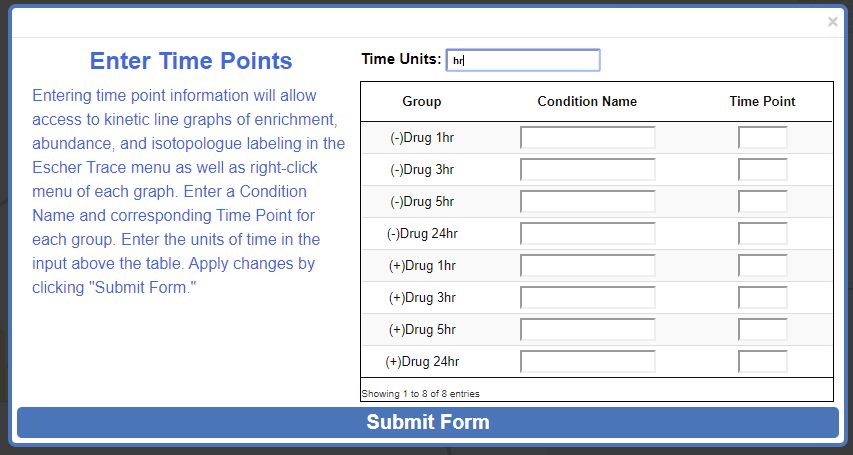 ×
Enter Time Points
Entering time point information will allow
access to kinetic line graphs of enrichment,
abundance, and isotopologue labeling in the
Escher Trace menu as well as right-click
menu of each graph. Enter a Condition
Name and corresponding Time Point for
each group. Enter the units of time in the
input above the table. Apply changes by
clicking "Submit Form."
Time Units: hr
Group Condition Name Time Point
(-)Drug 1hr
(-)Drug 3hr
(-)Drug 5hr
(-)Drug 24hr
(+)Drug 1hr
(+)Drug 3hr
(+)Drug 5hr
(+)Drug 24hr
Showing 1 to 8 of 8 entries
Submit Form